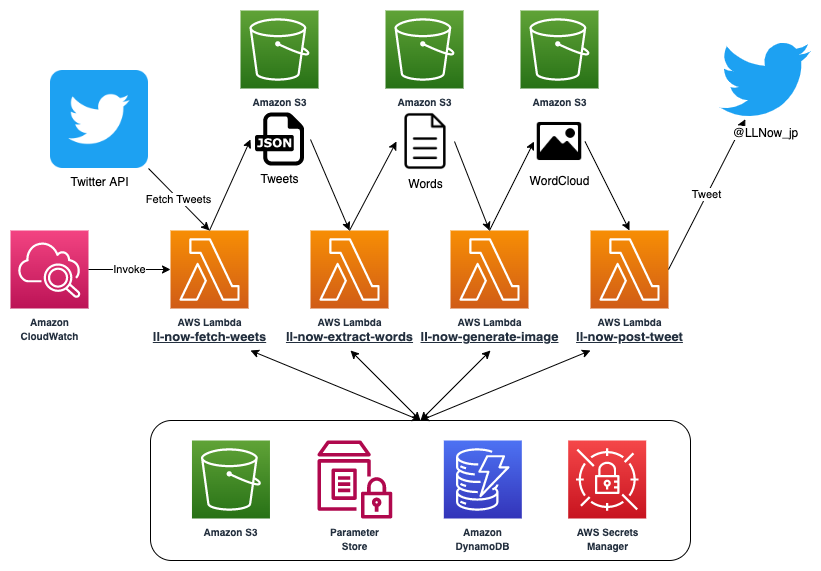 Amazon S3
Amazon S3
Amazon S3
JSON
Tweets
Words
WordCloud
@LLNow_jp
Twitter API
Fetch Tweets
Tweet
Invoke
Amazon
CloudWatch
AWS Lambda
ll-now-fetch-weets
AWS Lambda
ll-now-extract-words
AWS Lambda
ll-now-generate-image
AWS Lambda
ll-now-post-tweet
Amazon S3
Parameter
Store
Amazon
DynamoDB
AWS Secrets
Manager